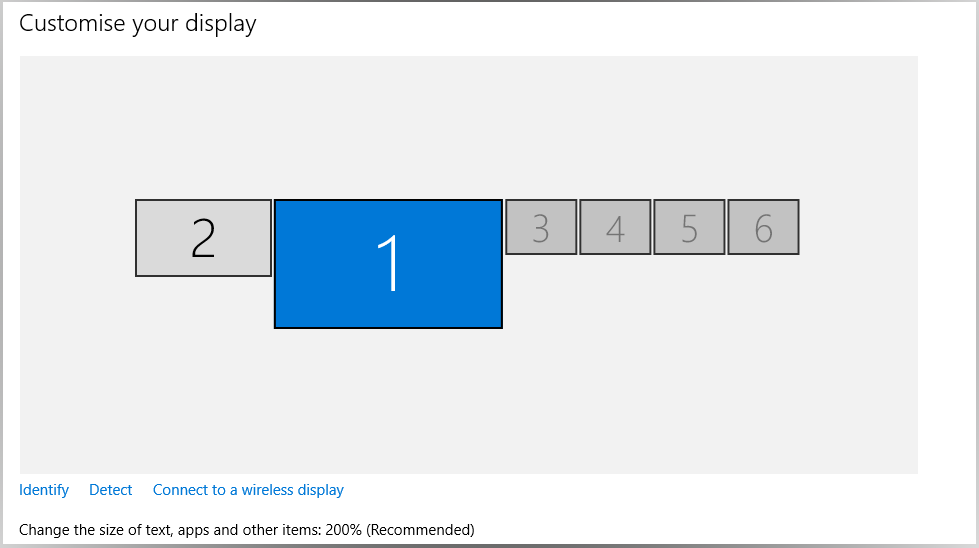 Customise your display
2 1 3 4 5 6
Identify Detect Connect to a wireless display
Change the size of text, apps and other items: 200% (Recommended)